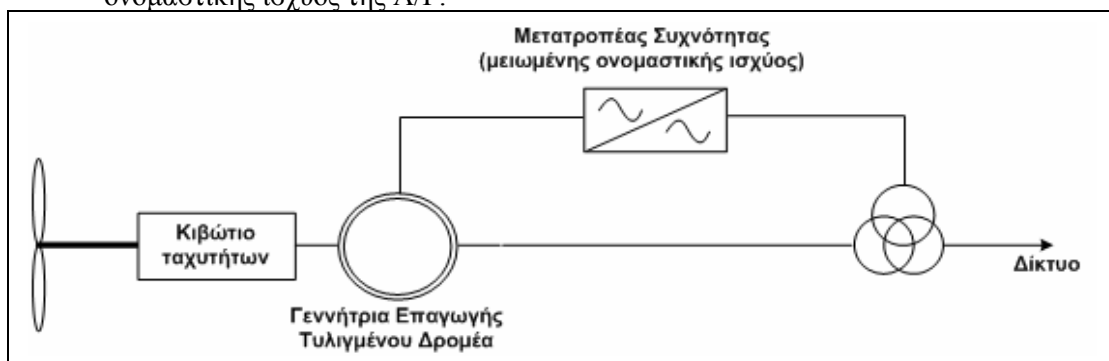 Μετατροπέας Συχνότητας
(μειωμένης ονομαστικής ισχύος)
Κιβώτιο
ταχυτήτων
Δίκτυο
Γεννήτρια Επαγωγής
Τυλιγμένου Δρομέα